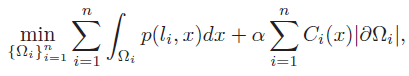 \min_{\{\Omega_i\}_{i=1}^n} \sum_{i=1}^n \int_{\Omega_i} p(l_i, x)dx + \alpha \sum_{i=1}^n C_i(x)|\partial\Omega_i|,